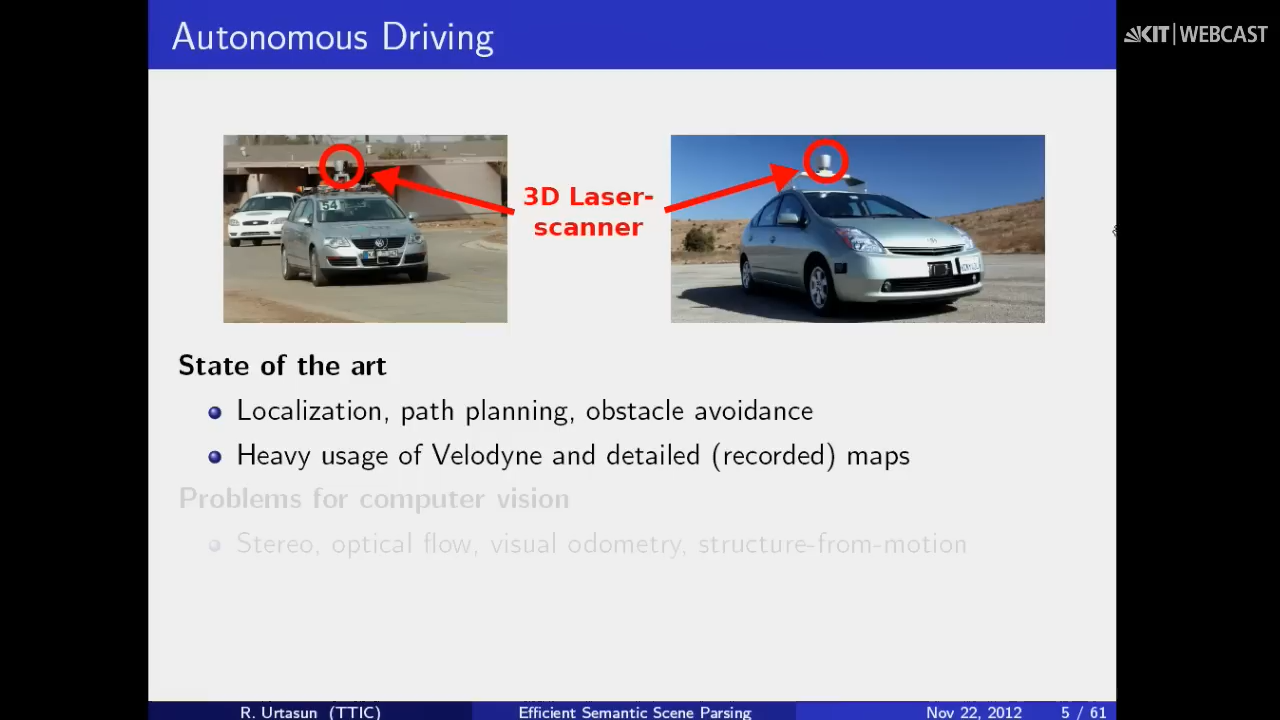 Autonomous Driving
KIT | WEBCAST
54
3D Laser-
scanner
State of the art
Localization, path planning, obstacle avoidance
Heavy usage of Velodyne and detailed (recorded) maps
Problems for computer vision
Stereo, optical flow, visual odometry, structure-from-motion
R. Urtasun (TTIC)
Efficient Semantic Scene Parsing
Nov 22, 2012
5 / 61